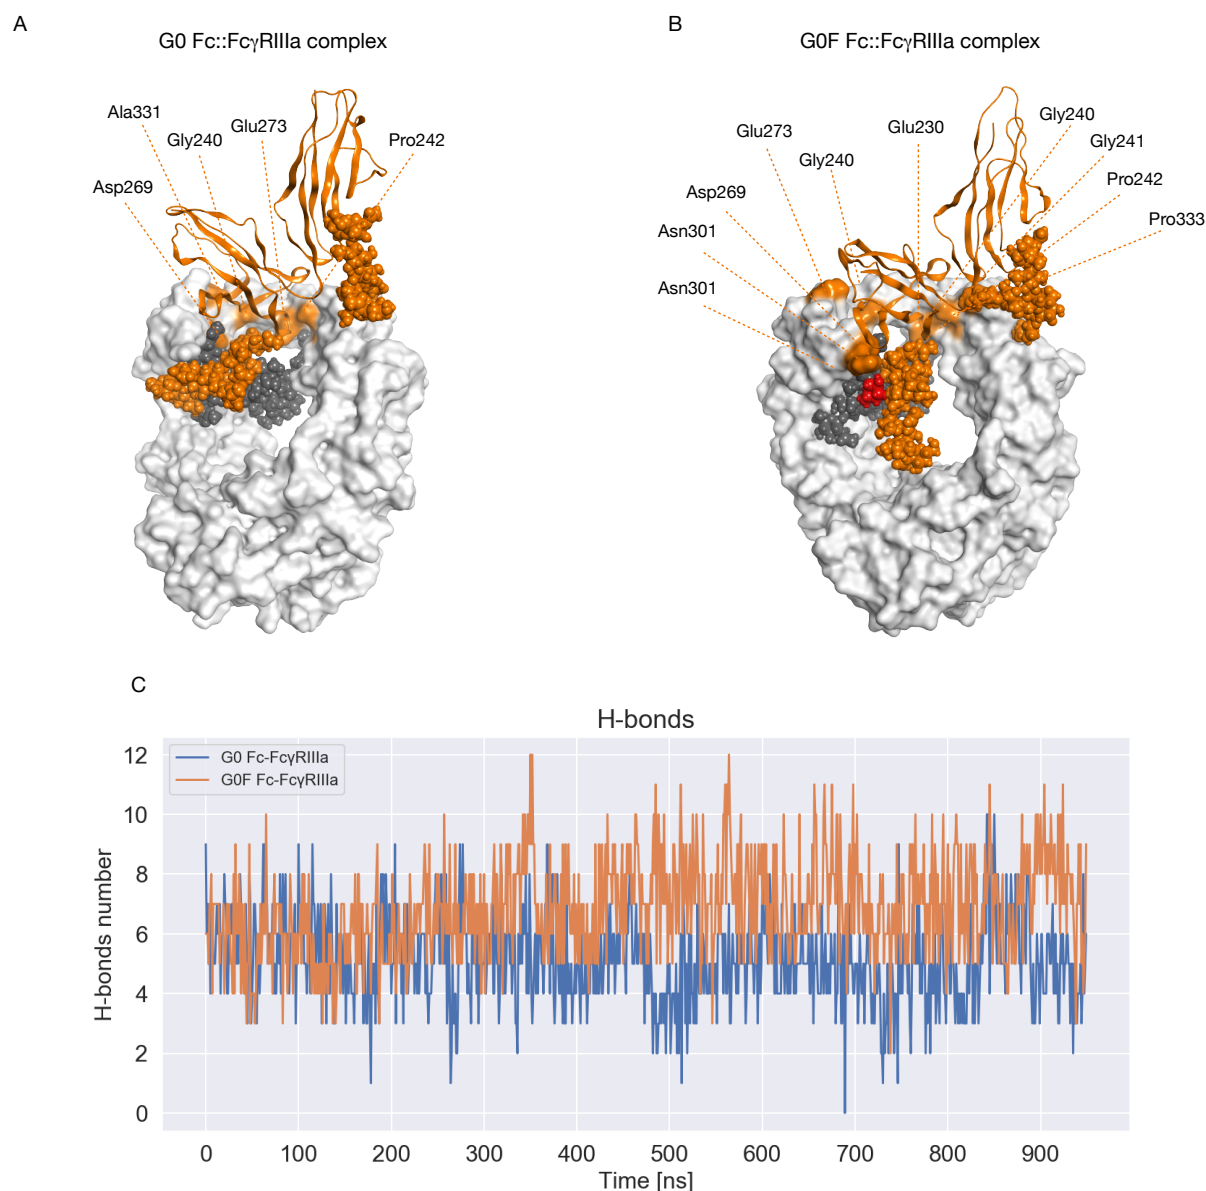 A
G0 Fc::FcγRIIIa complex
Ala331
Gly240
Glu273
Pro242
Asp269
B
G0F Fc::FcγRIIIa complex
Glu273
Gly240
Glu230
Gly240
Gly241
Asp269
Pro242
Asn301
Pro333
Asn301
C
H-bonds
G0 Fc-FcγRIIIa
G0F Fc-FcγRIIIa
H-bonds number
12
10
8
6
4
2
0
0 100 200 300 400 500 600 700 800 900
Time [ns]